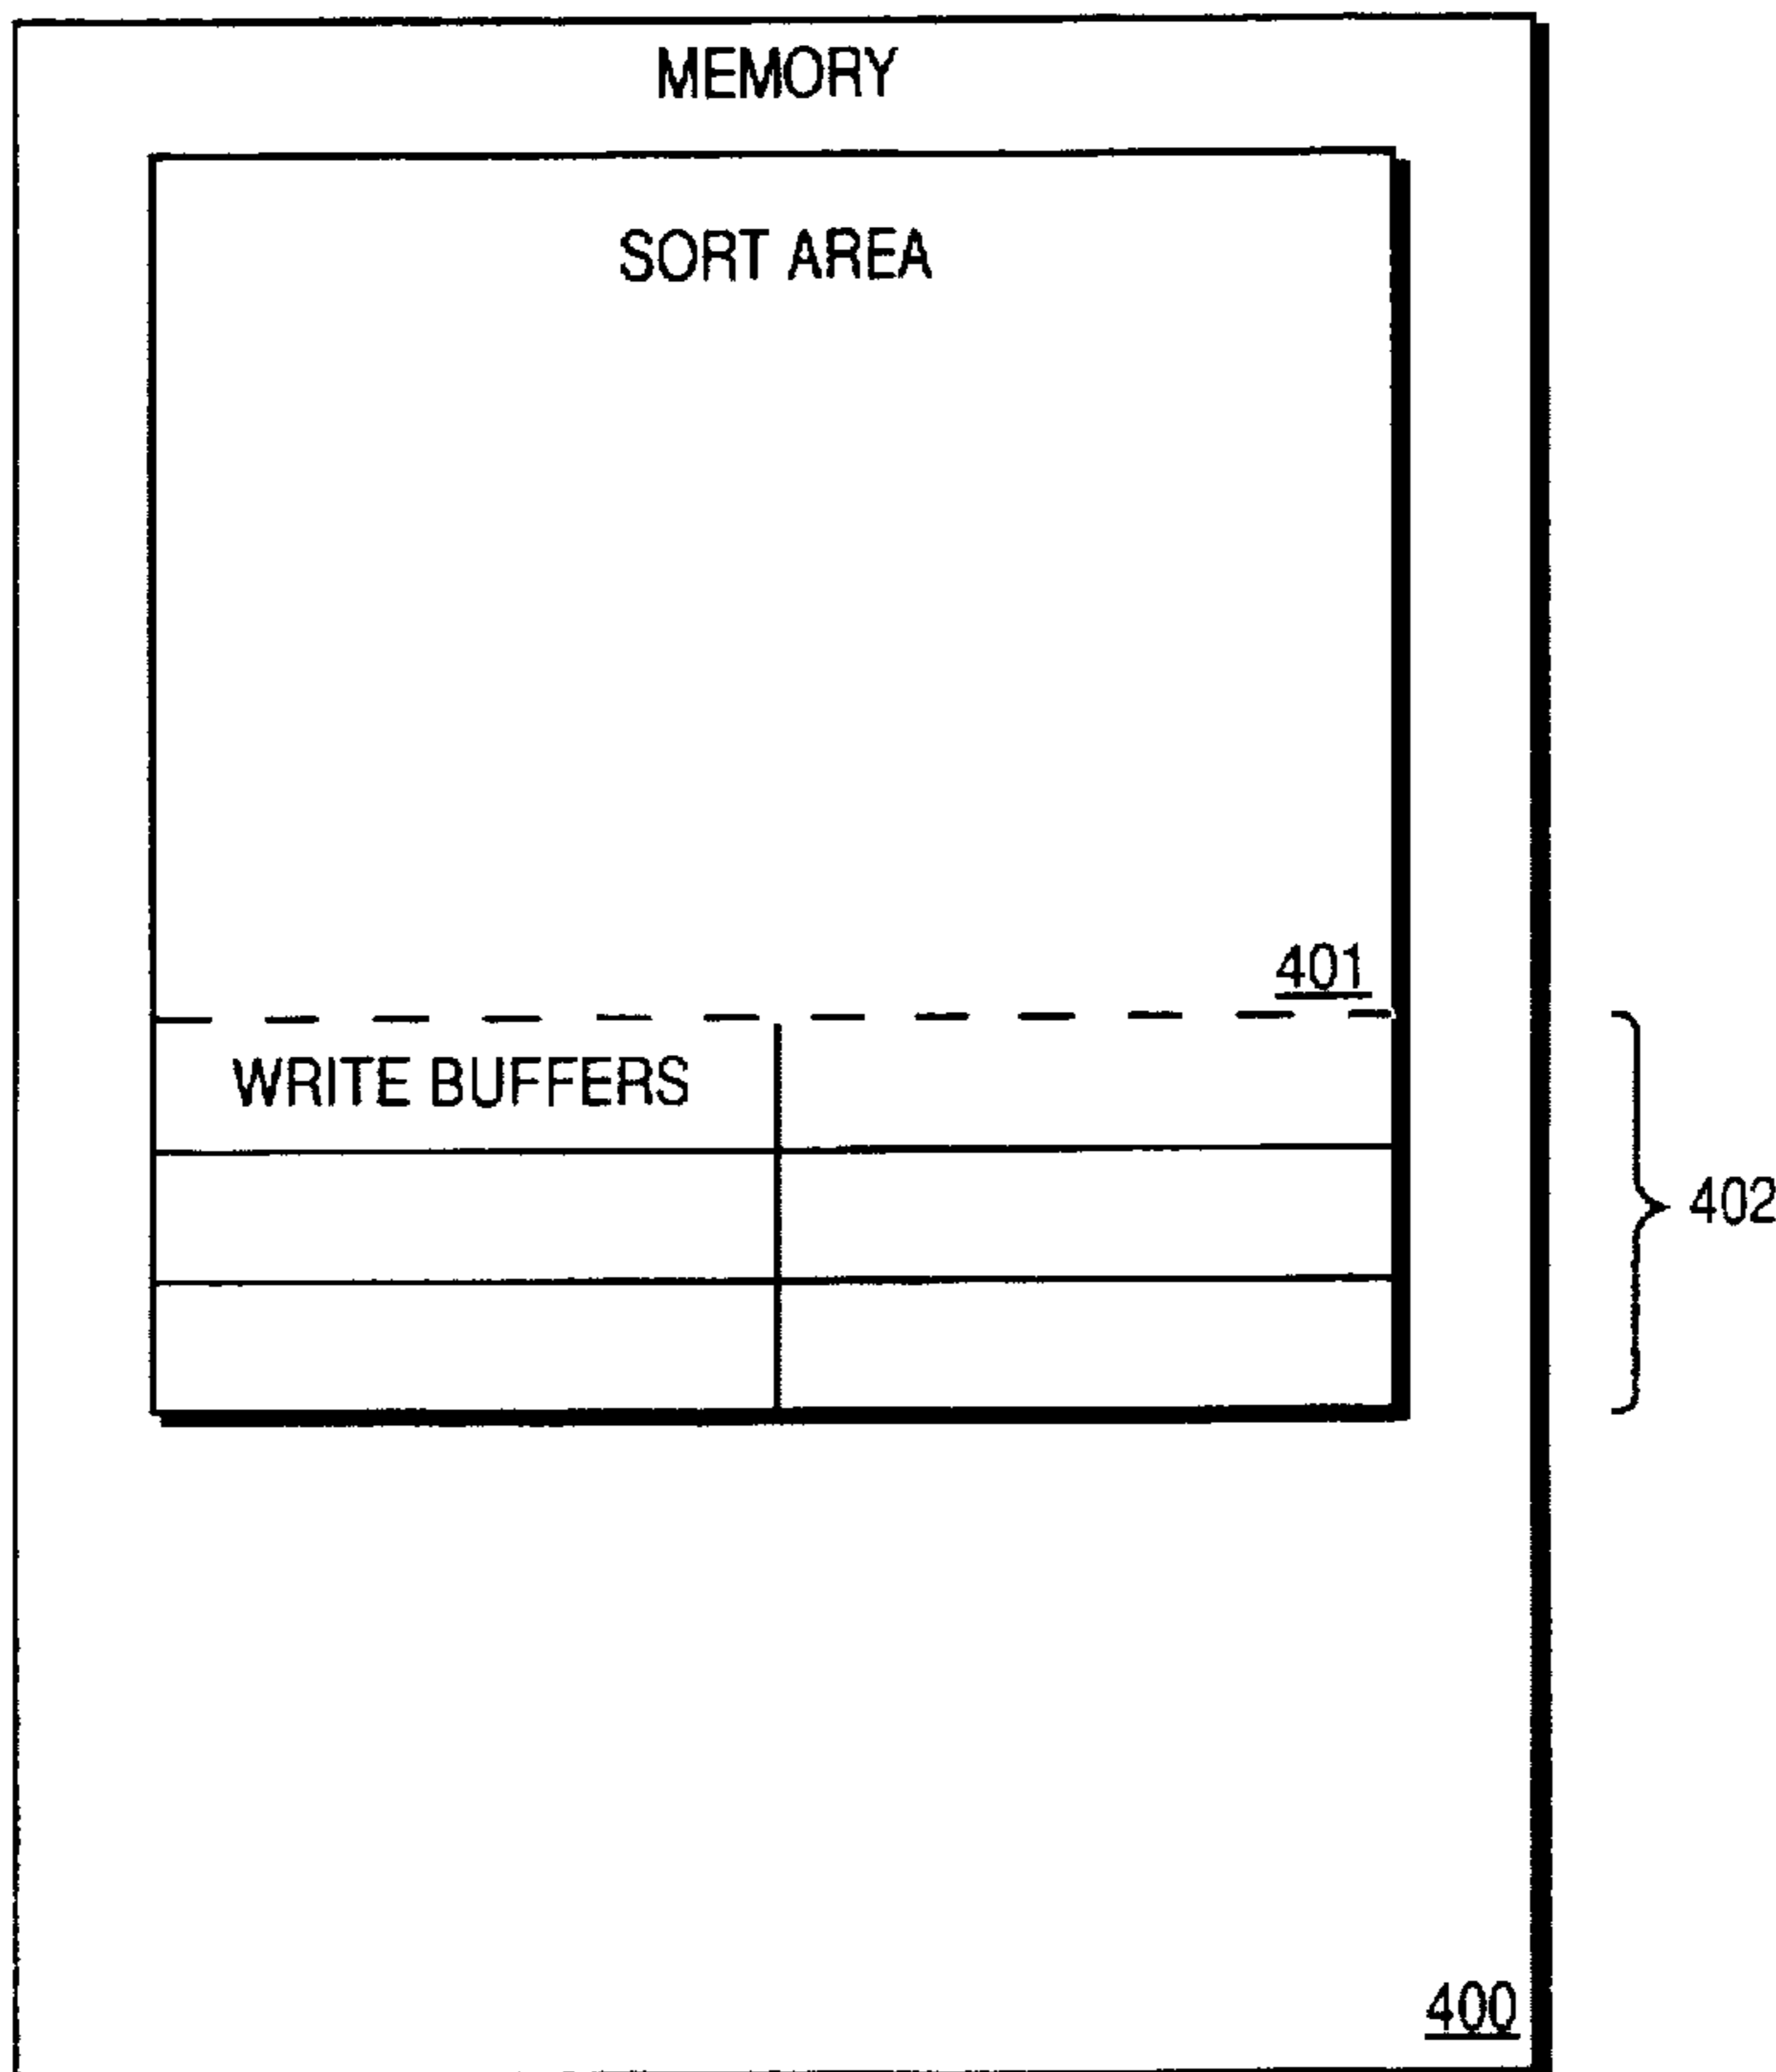 MEMORY
SORT AREA
401
WRITE BUFFERS
402
400